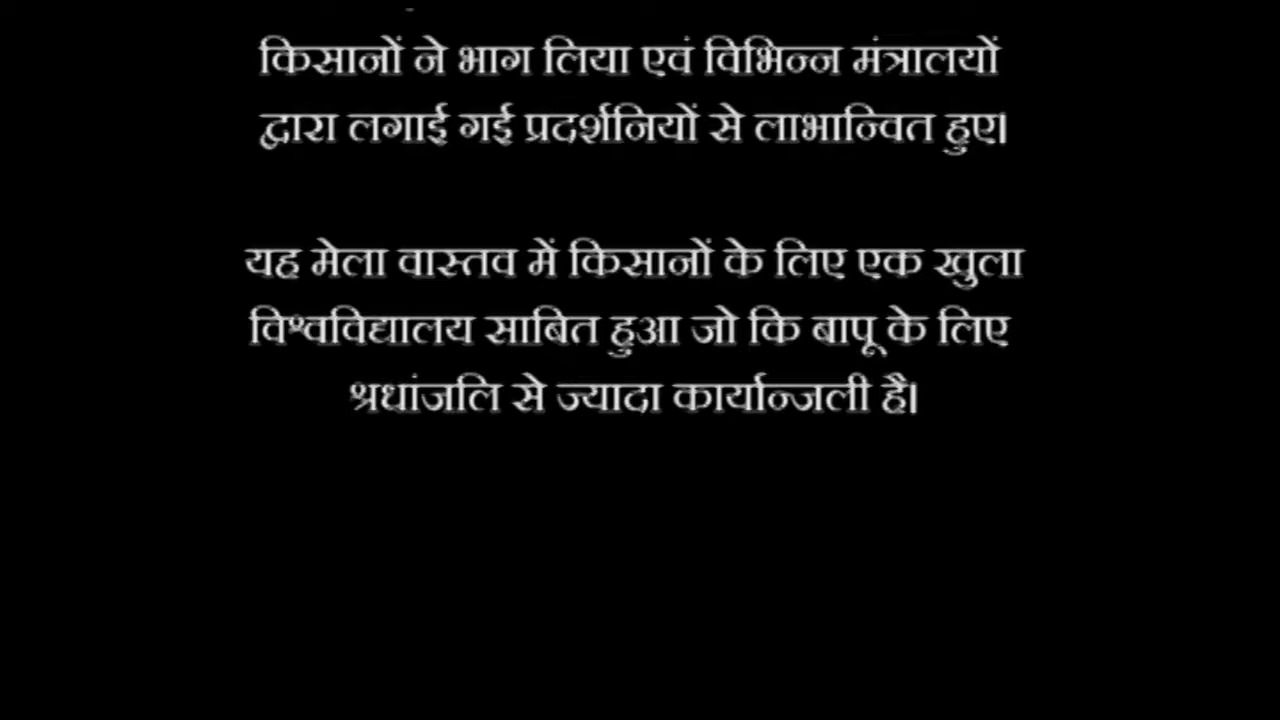 किसानों ने भाग लिया एवं विभिन्न मंत्रालयों
द्वारा लगाई गई प्रदर्शनियों से लाभान्वित हुए।
यह मेला वास्तव में किसानों के लिए एक खुला
विश्वविद्यालय साबित हुआ जो कि बापू के लिए
श्रधांजलि से ज्यादा कार्यान्जली है।